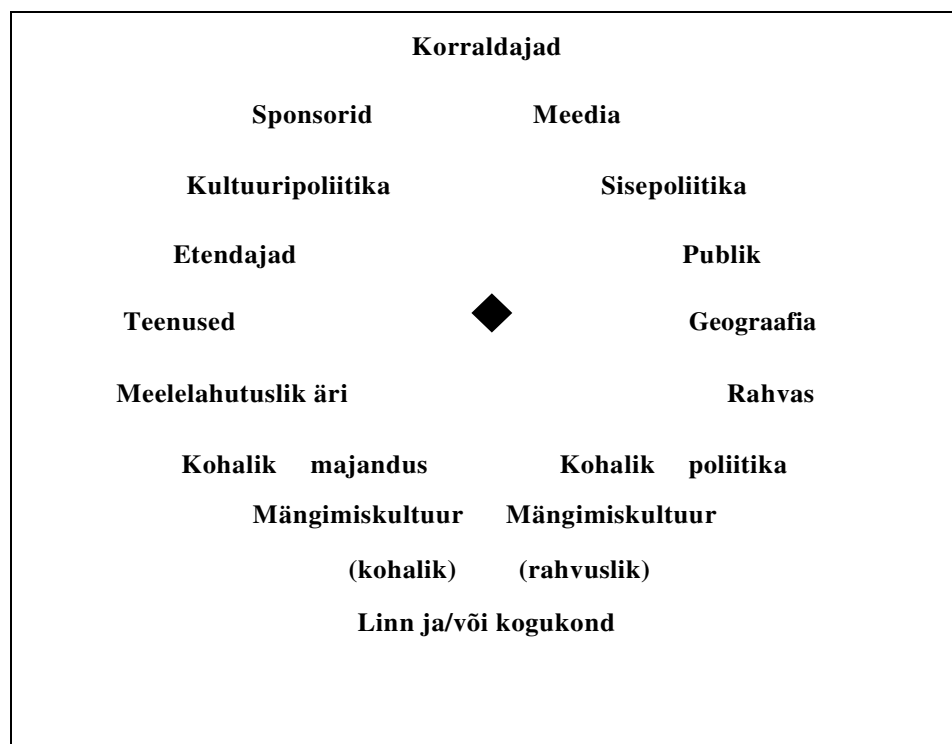 Korraldajad
Sponsorid Meedia
Kultuuripoliitika Sisepoliitika
Etendajad Publik
Teenused Geograafia
Meelelahutuslik äri Rahvas
Kohalik majandus Kohalik poliitika
Mängimiskultuur Mängimiskultuur
(kohalik) (rahvuslik)
Linn ja/või kogukond